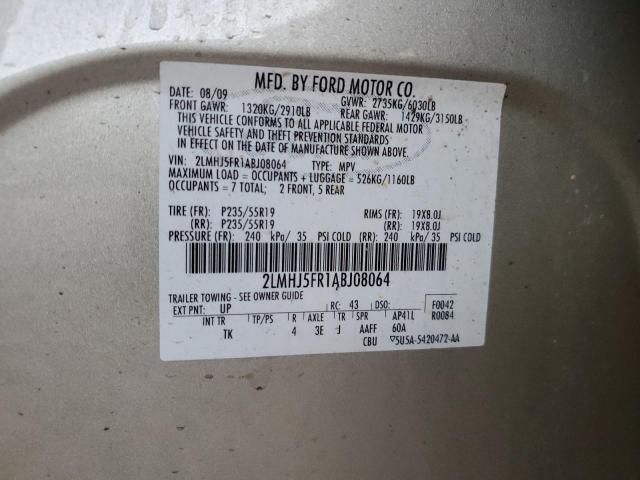 MFD. BY FORD MOTOR CO.
DATE: 08/09 GVWR: 2735KG/6030LB
FRONT GAWR: 1320KG/2910LB REAR GAWR: 1429KG/3150LB
THIS VEHICLE CONFORMS TO ALL APPLICABLE FEDERAL MOTOR
VEHICLE SAFETY AND THEFT PREVENTION STANDARDS
IN EFFECT ON THE DATE OF MANUFACTURE SHOWN ABOVE.
VIN: 2LMHJ5FR1ABJ08064 TYPE: MPV
MAXIMUM LOAD = OCCUPANTS + LUGGAGE = 526KG/1160LB
OCCUPANTS = 7 TOTAL; 2 FRONT, 5 REAR
TIRE (FR): P235/55R19 RIMS (FR): 19X8.0J
(RR): P235/55R19 (RR): 19X8.0J
PRESSURE (FR): 240 kPa/ 35 PSI COLD (RR): 240 kPa/ 35 PSI COLD
2LMHJ5FR1ABJ08064
TRAILER TOWING - SEE OWNER GUIDE
EXT PNT: UP RC: 43 DSO: F0042
INT TR TP/PS R AXLE TR SPR AP41L R0084
TK 4 3E J AAFF 60A
CBU ▽5U5A-5420472-AA